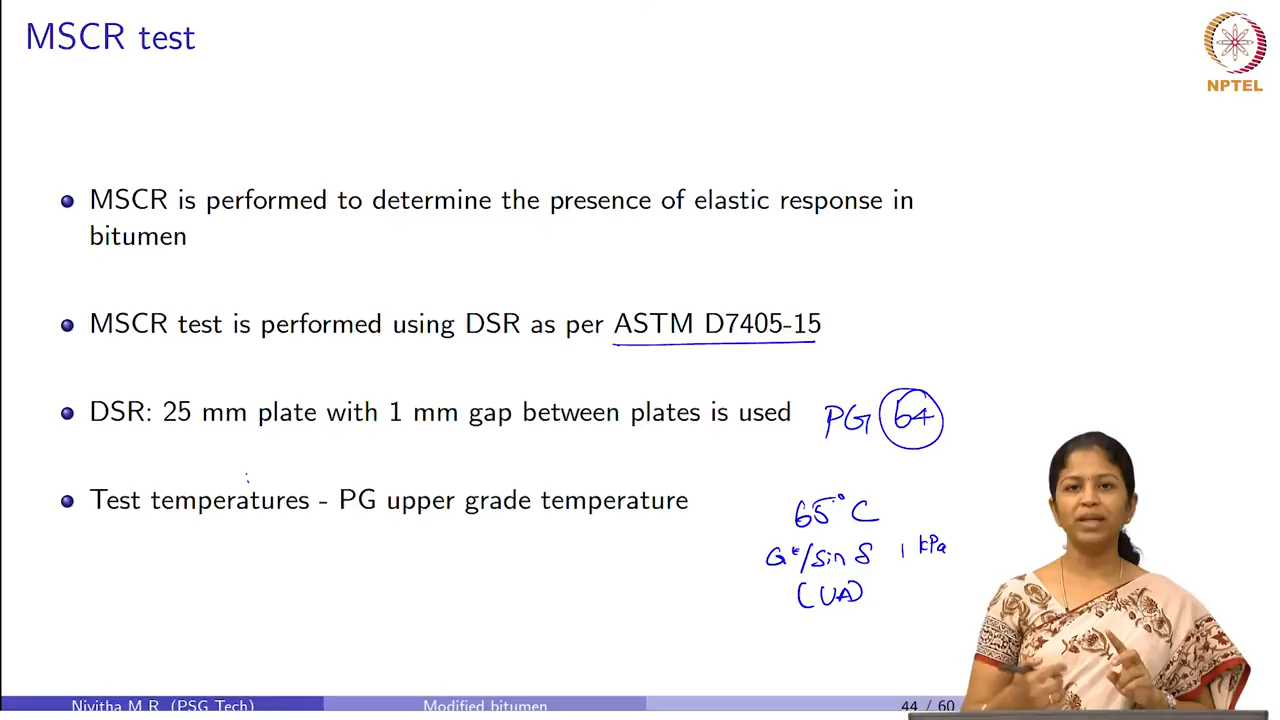 MSCR test
NPTEL
MSCR is performed to determine the presence of elastic response in
bitumen
MSCR test is performed using DSR as per ASTM D7405-15
DSR: 25 mm plate with 1 mm gap between plates is used
PG 64
Test temperatures - PG upper grade temperature
65°C
G*/sin δ 1 kPa
(UA)
Nivitha M.R. (PSG Tech)
Modified bitumen
44 / 60